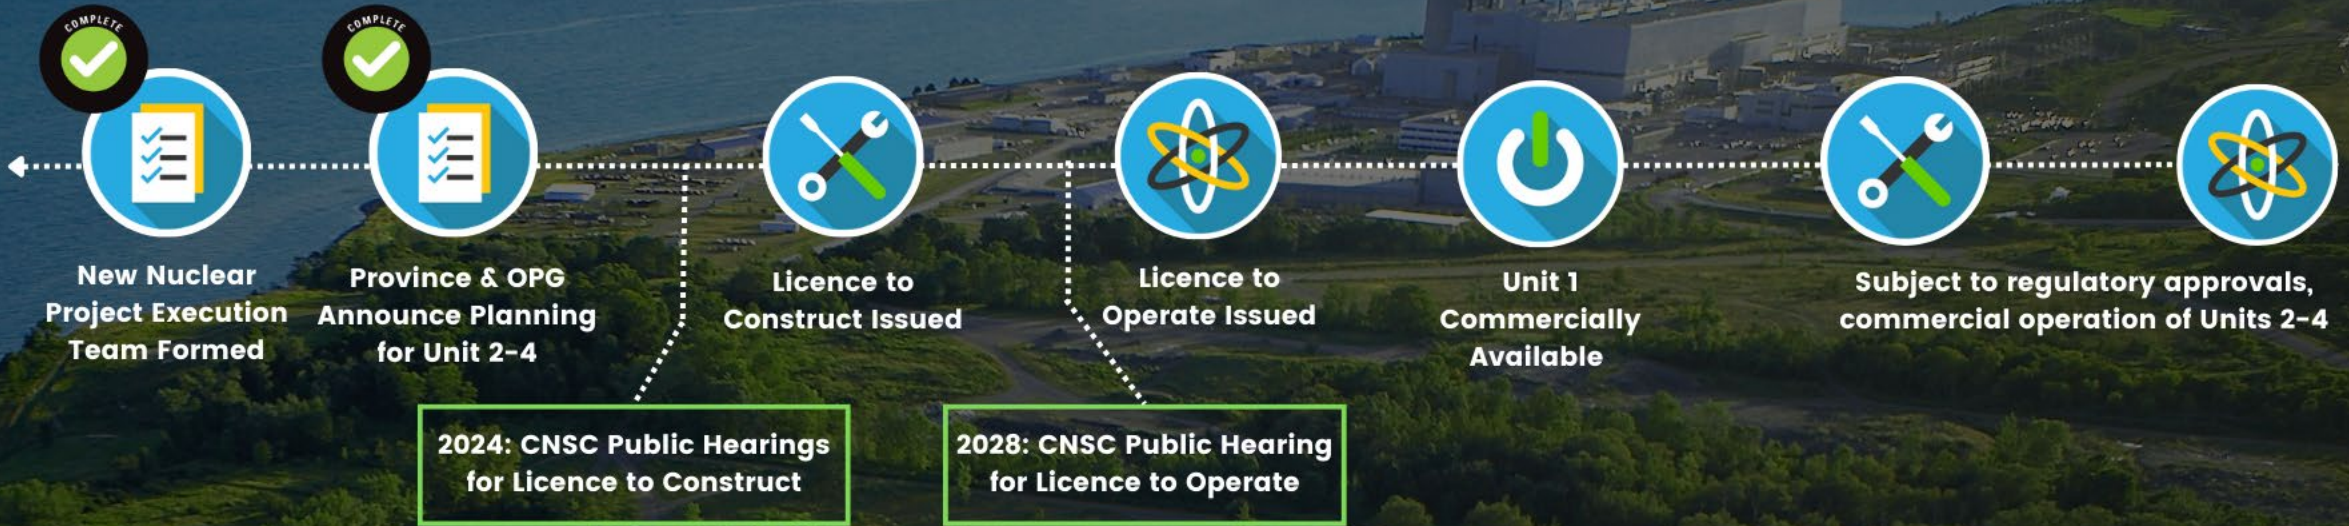 COMPLETE
COMPLETE
New Nuclear
Project Execution
Team Formed
Province & OPG
Announce Planning
for Unit 2-4
Licence to
Construct Issued
Licence to
Operate Issued
Unit 1
Commercially
Available
Subject to regulatory approvals,
commercial operation of Units 2-4
2024: CNSC Public Hearings
for Licence to Construct
2028: CNSC Public Hearing
for Licence to Operate